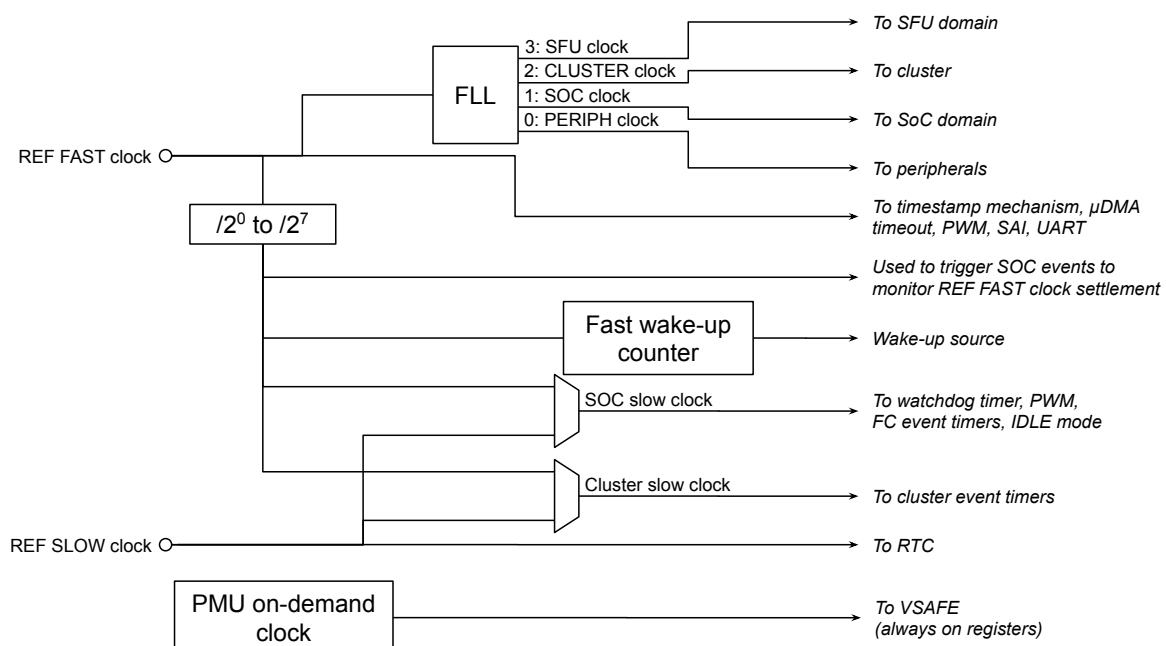 To SFU domain
3: SFU clock
2: CLUSTER clock
To cluster
FLL
1: SOC clock
0: PERIPH clock
To SoC domain
REF FAST clock
To peripherals
/2⁰ to /2⁷
To timestamp mechanism, µDMA
timeout, PWM, SAI, UART
Used to trigger SOC events to
monitor REF FAST clock settlement
Fast wake-up
counter
Wake-up source
SOC slow clock
To watchdog timer, PWM,
FC event timers, IDLE mode
Cluster slow clock
To cluster event timers
REF SLOW clock
To RTC
PMU on-demand
clock
To VSAFE
(always on registers)